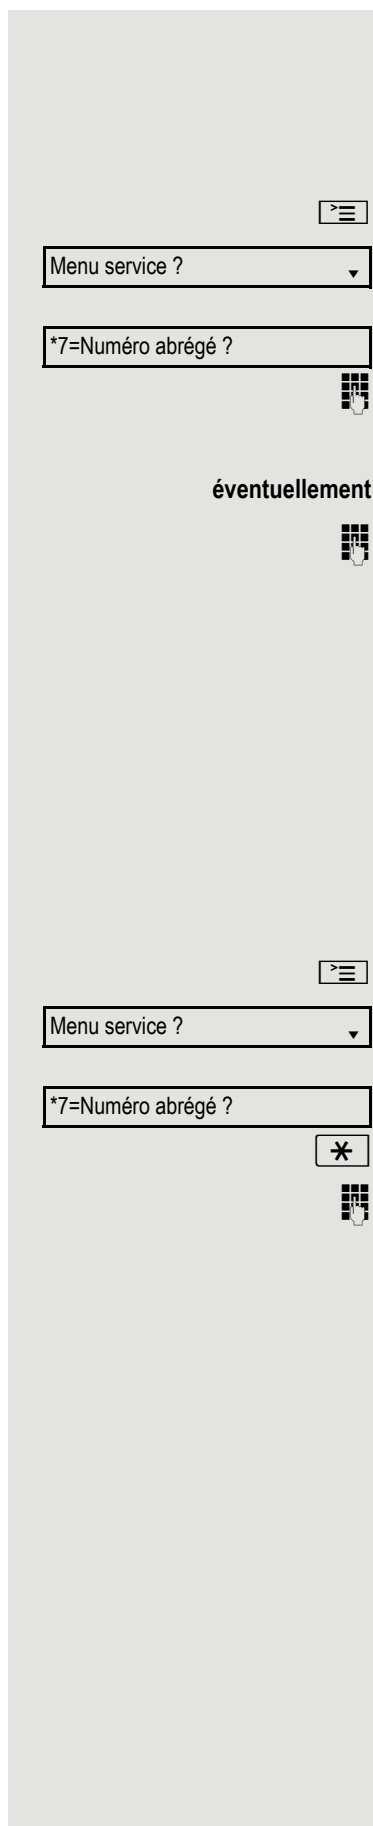 Menu service ?
*7=Numéro abrégé ?
éventuellement
Menu service ?
*7=Numéro abrégé ?